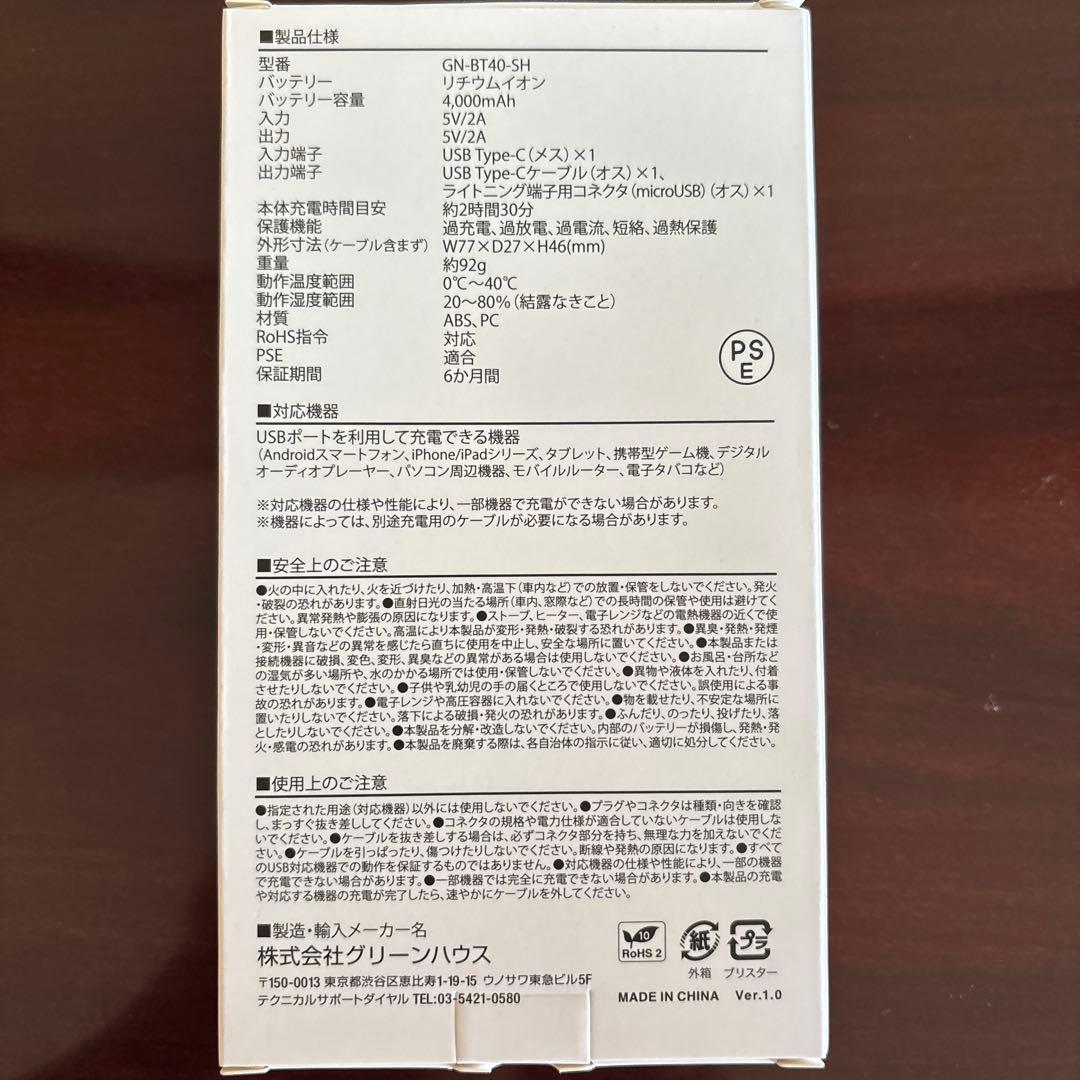 ■製品仕様
型番 GN-BT40-SH
バッテリー リチウムイオン
バッテリー容量 4,000mAh
入力 5V/2A
出力 5V/2A
入力端子 USB Type-C（メス）×1
出力端子 USB Type-Cケーブル（オス）×1、
ライトニング端子用コネクタ（microUSB）（オス）×1
本体充電時間目安 約2時間30分
保護機能 過充電、過放電、過電流、短絡、過熱保護
外形寸法（ケーブル含まず） W77×D27×H46(mm)
重量 約92g
動作温度範囲 0℃～40℃
動作湿度範囲 20～80%（結露なきこと）
材質 ABS、PC
RoHS指令 対応
PSE 適合
保証期間 6か月間
PS
E
■対応機器
USBポートを利用して充電できる機器
（Androidスマートフォン、iPhone/iPadシリーズ、タブレット、携帯型ゲーム機、デジタル
オーディオプレーヤー、パソコン周辺機器、モバイルルーター、電子タバコなど）
※対応機器の仕様や性能により、一部機器で充電ができない場合があります。
※機器によっては、別途充電用のケーブルが必要になる場合があります。
■安全上のご注意
●火の中に入れたり、火を近づけたり、加熱・高温下（車内など）での放置・保管をしないでください。発火
・破裂の恐れがあります。●直射日光の当たる場所（車内、窓際など）での長時間の保管や使用は避けてく
ださい。異常発熱や膨張の原因になります。●ストーブ、ヒーター、電子レンジなどの電熱機器の近くで使
用・保管しないでください。高温により本製品が変形・発熱・破裂する恐れがあります。●異臭・発熱・発煙
・変形・異音などの異常を感じたら直ちに使用を中止し、安全な場所に置いてください。●本製品または
接続機器に破損、変色、変形、異臭などの異常がある場合は使用しないでください。●お風呂・台所など
の湿気が多い場所や、水のかかる場所では使用・保管しないでください。●異物や液体を入れたり、付着
させたりしないでください。●子供や乳幼児の手の届くところで使用しないでください。誤使用による事
故の恐れがあります。●電子レンジや高圧容器に入れないでください。●物を載せたり、不安定な場所に
置いたりしないでください。落下による破損・発火の恐れがあります。●ふんだり、のったり、投げたり、落
としたりしないでください。●本製品を分解・改造しないでください。内部のバッテリーが損傷し、発熱・発
火・感電の恐れがあります。●本製品を廃棄する際は、各自治体の指示に従い、適切に処分してください。
■使用上のご注意
●指定された用途（対応機器）以外には使用しないでください。●プラグやコネクタは種類・向きを確認
し、まっすぐ抜き差ししてください。●コネクタの規格や電力仕様が適合していないケーブルは使用しな
いでください。●ケーブルを抜き差しする場合は、必ずコネクタ部分を持ち、無理な力を加えないでくだ
さい。●ケーブルを引っぱったり、傷つけたりしないでください。断線や発熱の原因になります。●すべて
のUSB対応機器での動作を保証するものではありません。●対応機器の仕様や性能により、一部の機器
で充電できない場合があります。●一部機器では完全に充電できない場合があります。●本製品の充電
や対応する機器の充電が完了したら、速やかにケーブルを外してください。
■製造・輸入メーカー名
株式会社グリーンハウス
〒150-0013 東京都渋谷区恵比寿1-19-15 ウノサワ東急ビル5F
テクニカルサポートダイヤル TEL:03-5421-0580
10
RoHS 2
紙
外箱
プラ
ブリスター
MADE IN CHINA Ver.1.0